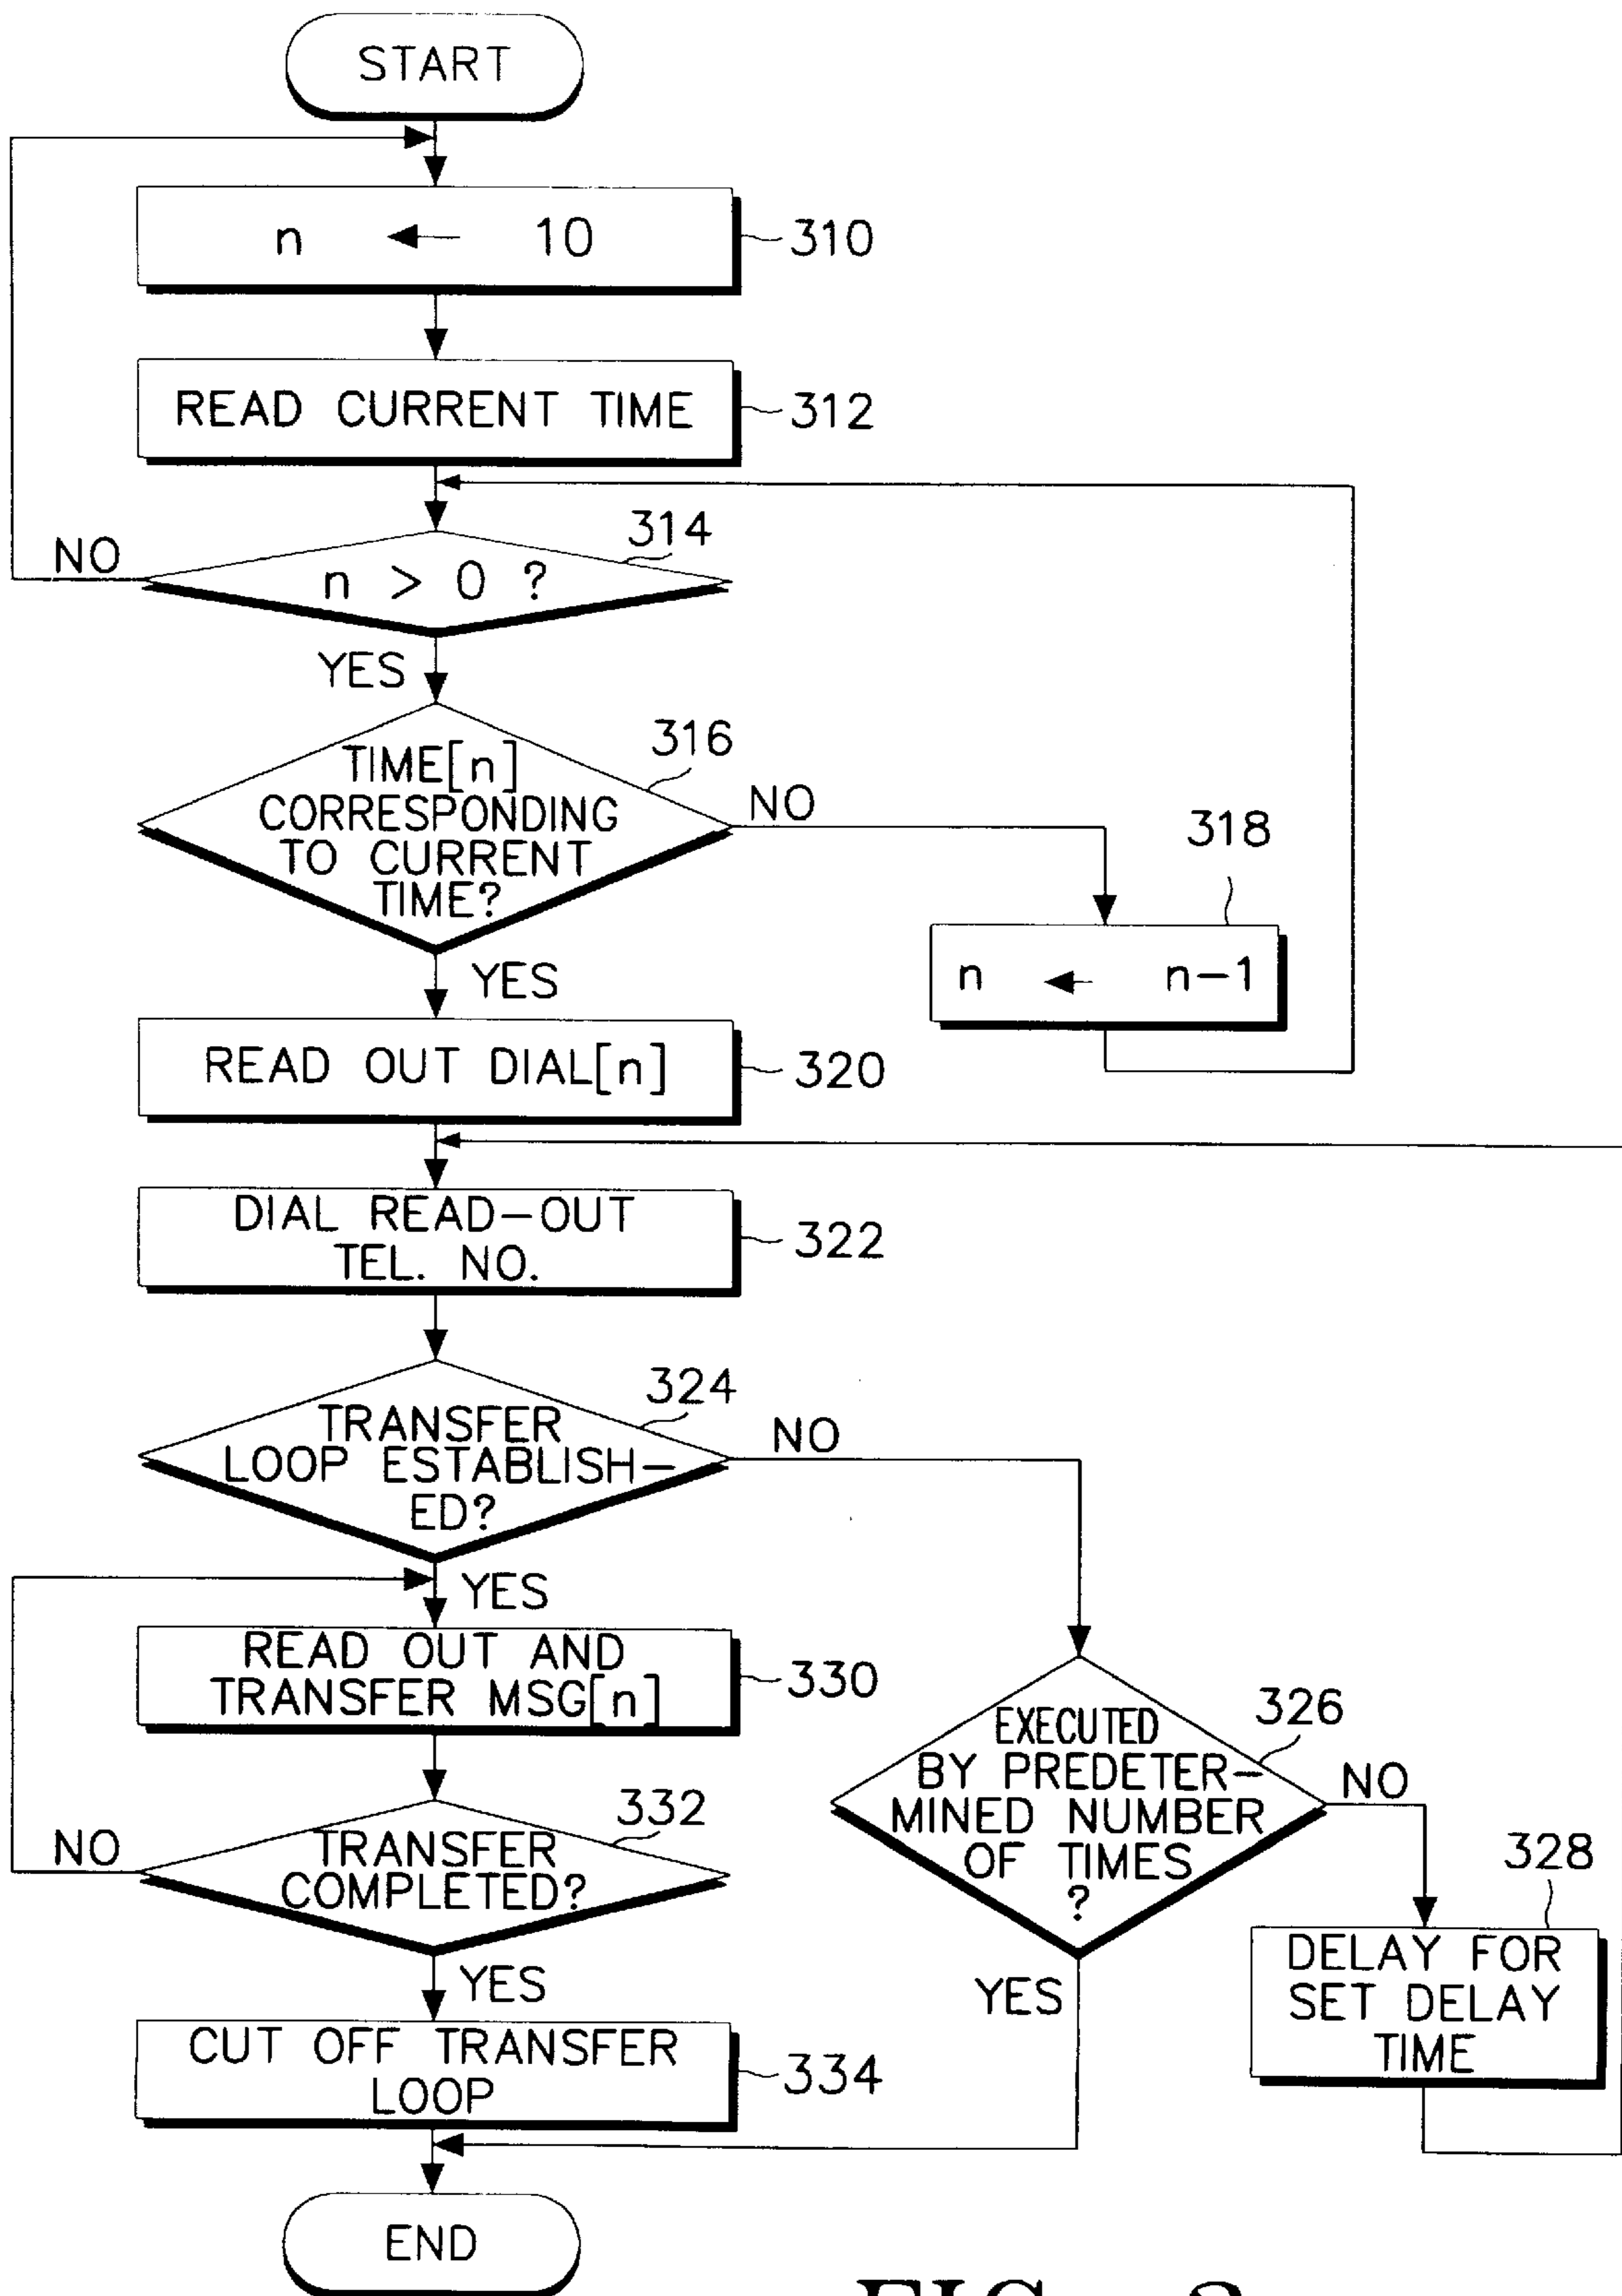 START
n ← 10
310
READ CURRENT TIME
312
314
NO
n > 0 ?
YES
316
TIME[n]
CORRESPONDING
TO CURRENT
TIME?
NO
318
n ← n-1
YES
READ OUT DIAL[n]
320
DIAL READ-OUT
TEL. NO.
322
324
TRANSFER
LOOP ESTABLISH-
ED?
NO
YES
READ OUT AND
TRANSFER MSG[n]
330
326
EXECUTED
BY PREDETER-
MINED NUMBER
OF TIMES
?
NO
332
NO
TRANSFER
COMPLETED?
328
DELAY FOR
SET DELAY
TIME
YES
YES
CUT OFF TRANSFER
LOOP
334
END